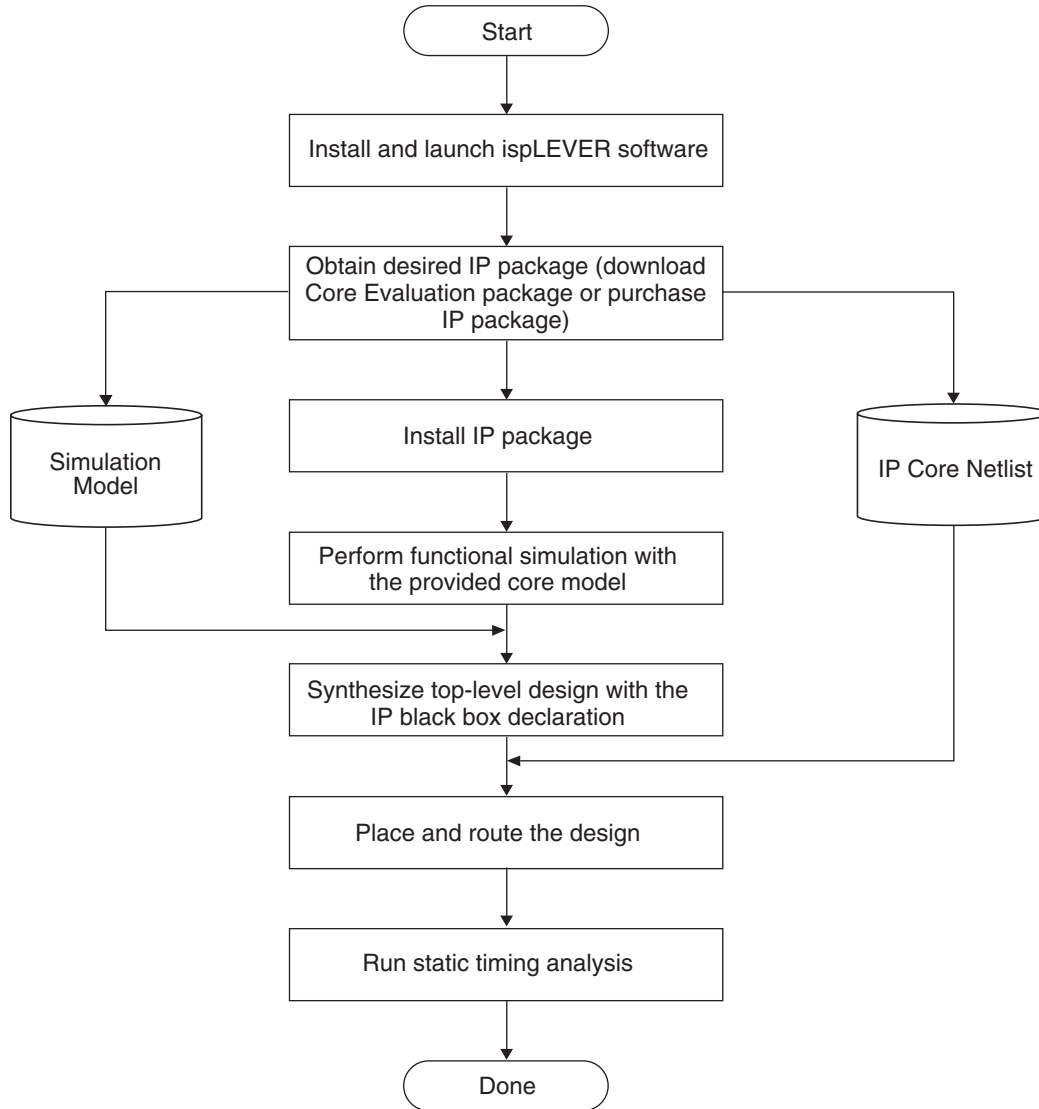 Start
Install and launch ispLEVER software
Obtain desired IP package (download
Core Evaluation package or purchase
IP package)
Install IP package
Simulation
Model
IP Core Netlist
Perform functional simulation with
the provided core model
Synthesize top-level design with the
IP black box declaration
Place and route the design
Run static timing analysis
Done